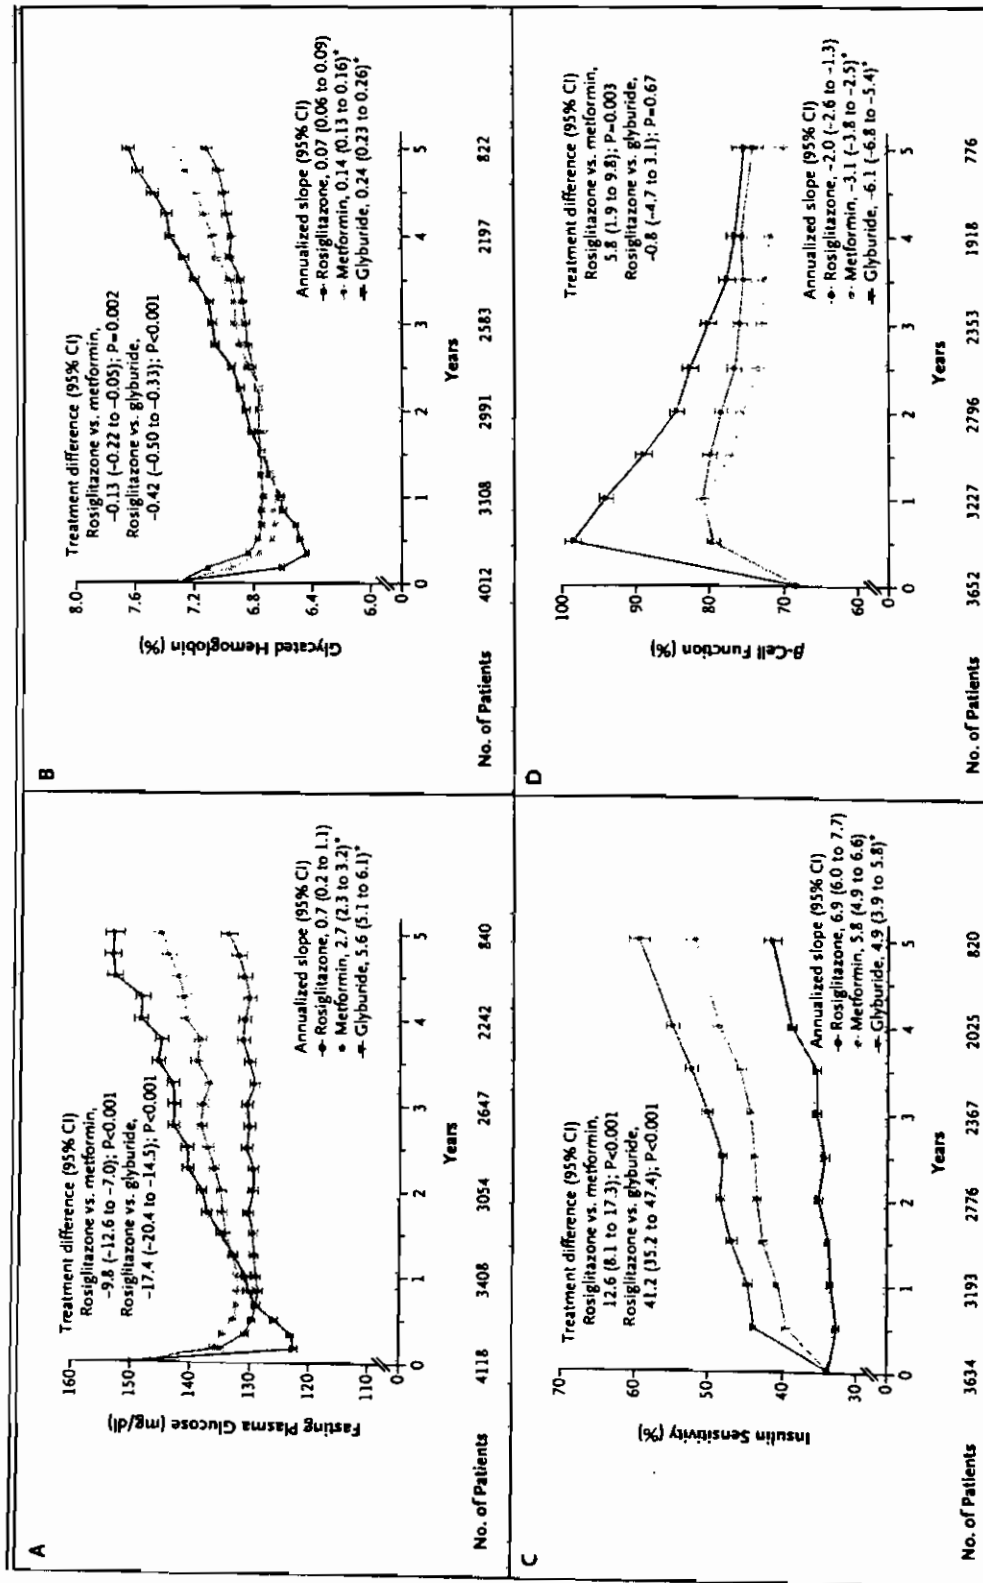 A
Fasting Plasma Glucose (mg/dl)
160
150
140
130
120
110
0
Treatment difference (95% CI)
Rosiglitazone vs. metformin,
−9.8 (−12.6 to −7.0); P<0.001
Rosiglitazone vs. glyburide,
−17.4 (−20.4 to −14.5); P<0.001
Annualized slope (95% CI)
Rosiglitazone, 0.7 (0.2 to 1.1)
Metformin, 2.7 (2.3 to 3.2)*
Glyburide, 5.6 (5.1 to 6.1)*
0 1 2 3 4 5
Years
No. of Patients 4118 3408 3054 2647 2242 840
B
Glycated Hemoglobin (%)
8.0
7.6
7.2
6.8
6.4
6.0
0
Treatment difference (95% CI)
Rosiglitazone vs. metformin,
−0.13 (−0.22 to −0.05); P=0.002
Rosiglitazone vs. glyburide,
−0.42 (−0.50 to −0.33); P<0.001
Annualized slope (95% CI)
Rosiglitazone, 0.07 (0.06 to 0.09)
Metformin, 0.14 (0.13 to 0.16)*
Glyburide, 0.24 (0.23 to 0.26)*
0 1 2 3 4 5
Years
No. of Patients 4012 3308 2991 2583 2197 822
C
Insulin Sensitivity (%)
70
60
50
40
30
0
Treatment difference (95% CI)
Rosiglitazone vs. metformin,
12.6 (8.1 to 17.3); P<0.001
Rosiglitazone vs. glyburide,
41.2 (35.2 to 47.4); P<0.001
Annualized slope (95% CI)
Rosiglitazone, 6.9 (6.0 to 7.7)
Metformin, 5.8 (4.9 to 6.6)
Glyburide, 4.9 (3.9 to 5.8)*
0 1 2 3 4 5
Years
No. of Patients 3634 3193 2776 2367 2025 820
D
β-Cell Function (%)
100
90
80
70
60
0
Treatment difference (95% CI)
Rosiglitazone vs. metformin,
5.8 (1.9 to 9.8); P=0.003
Rosiglitazone vs. glyburide,
−0.8 (−4.7 to 3.1); P=0.67
Annualized slope (95% CI)
Rosiglitazone, −2.0 (−2.6 to −1.3)
Metformin, −3.1 (−3.8 to −2.5)*
Glyburide, −6.1 (−6.8 to −5.4)*
0 1 2 3 4 5
Years
No. of Patients 3652 3227 2796 2353 1918 776